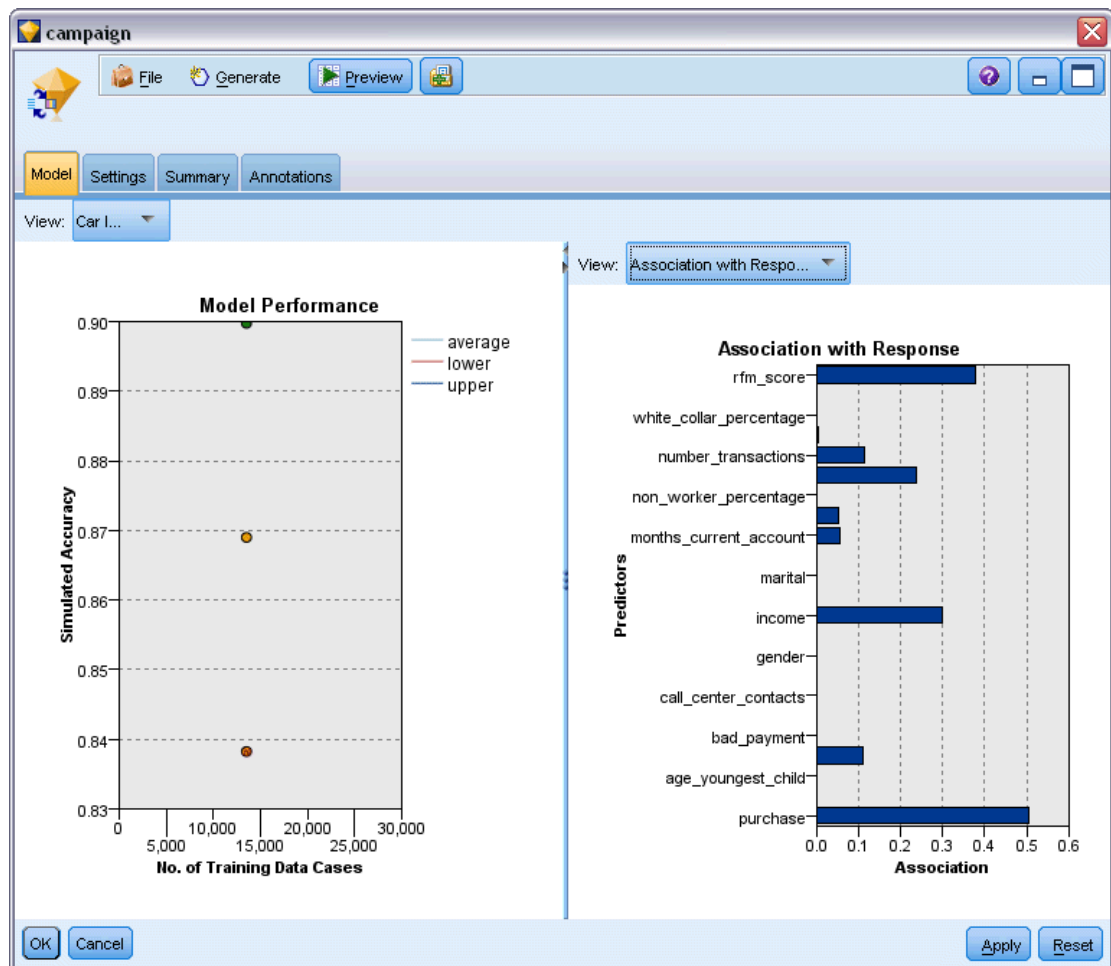 campaign
File
Generate
Preview
Model
Settings
Summary
Annotations
View: Car l...
Model Performance
0.90
0.89
0.88
0.87
0.86
0.85
0.84
0.83
Simulated Accuracy
0
5,000
10,000
15,000
20,000
25,000
30,000
No. of Training Data Cases
average
lower
upper
View: Association with Respo...
Association with Response
rfm_score
white_collar_percentage
number_transactions
non_worker_percentage
months_current_account
marital
income
gender
call_center_contacts
bad_payment
age_youngest_child
purchase
Predictors
0.0 0.1 0.2 0.3 0.4 0.5 0.6
Association
OK
Cancel
Apply
Reset